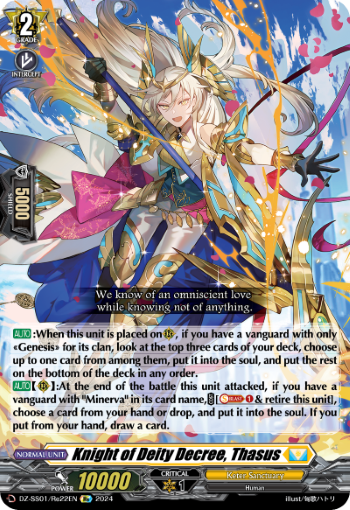 2
GRADE
INTERCEPT
5000
SHIELD
We know of an omniscient love
while knowing not of anything.
AUTO :When this unit is placed on , if you have a vanguard with only
«Genesis» for its clan, look at the top three cards of your deck, choose
up to one card from among them, put it into the soul, and put the rest
on the bottom of the deck in any order.
AUTO【 】:At the end of the battle this unit attacked, if you have a
vanguard with "Minerva" in its card name, [ 1 & retire this unit],
choose a card from your hand or drop, and put it into the soul. If you
put from your hand, draw a card.
NORMAL UNIT Knight of Deity Decree, Thasus
POWER 10000 CRITICAL 1 Keter Sanctuary
Human
DZ-SS01/Re22EN 2024 illust/匈歌ハトリ